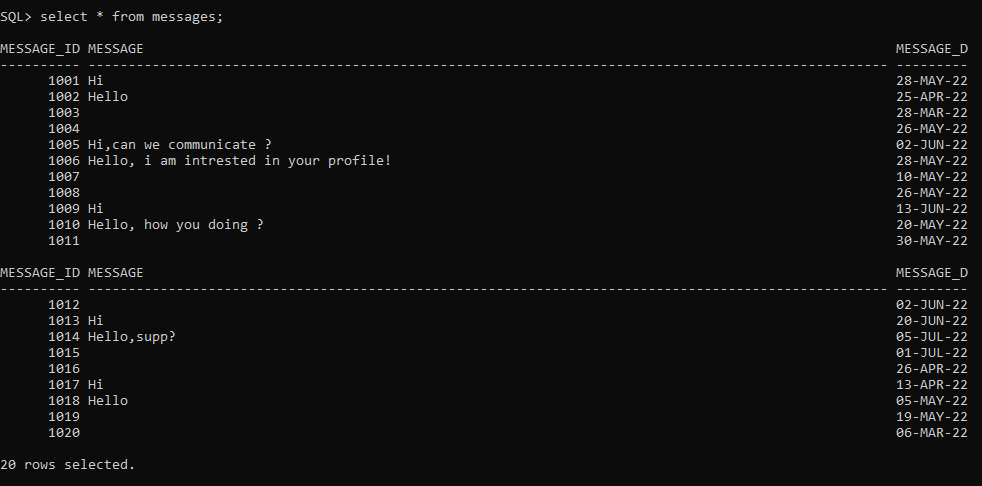 SQL> select * from messages;
MESSAGE_ID MESSAGE MESSAGE_D
---------- ---------------------------------------------------------------------------------------------------- ---------
1001 Hi 28-MAY-22
1002 Hello 25-APR-22
1003 28-MAR-22
1004 26-MAY-22
1005 Hi,can we communicate ? 02-JUN-22
1006 Hello, i am intrested in your profile! 28-MAY-22
1007 10-MAY-22
1008 26-MAY-22
1009 Hi 13-JUN-22
1010 Hello, how you doing ? 20-MAY-22
1011 30-MAY-22
MESSAGE_ID MESSAGE MESSAGE_D
---------- ---------------------------------------------------------------------------------------------------- ---------
1012 02-JUN-22
1013 Hi 20-JUN-22
1014 Hello,supp? 05-JUL-22
1015 01-JUL-22
1016 26-APR-22
1017 Hi 13-APR-22
1018 Hello 05-MAY-22
1019 19-MAY-22
1020 06-MAR-22
20 rows selected.